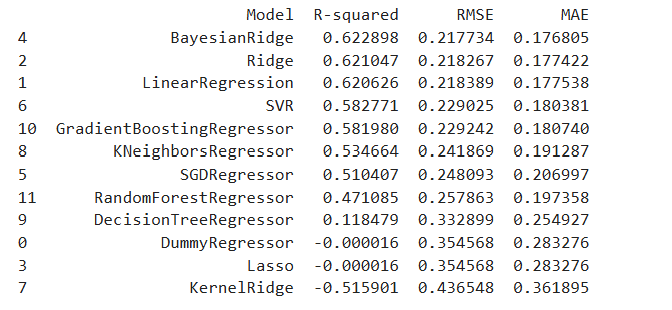 Model R-squared RMSE MAE
4 BayesianRidge 0.622898 0.217734 0.176805
2 Ridge 0.621047 0.218267 0.177422
1 LinearRegression 0.620626 0.218389 0.177538
6 SVR 0.582771 0.229025 0.180381
10 GradientBoostingRegressor 0.581980 0.229242 0.180740
8 KNeighborsRegressor 0.534664 0.241869 0.191287
5 SGDRegressor 0.510407 0.248093 0.206997
11 RandomForestRegressor 0.471085 0.257863 0.197358
9 DecisionTreeRegressor 0.118479 0.332899 0.254927
0 DummyRegressor -0.000016 0.354568 0.283276
3 Lasso -0.000016 0.354568 0.283276
7 KernelRidge -0.515901 0.436548 0.361895